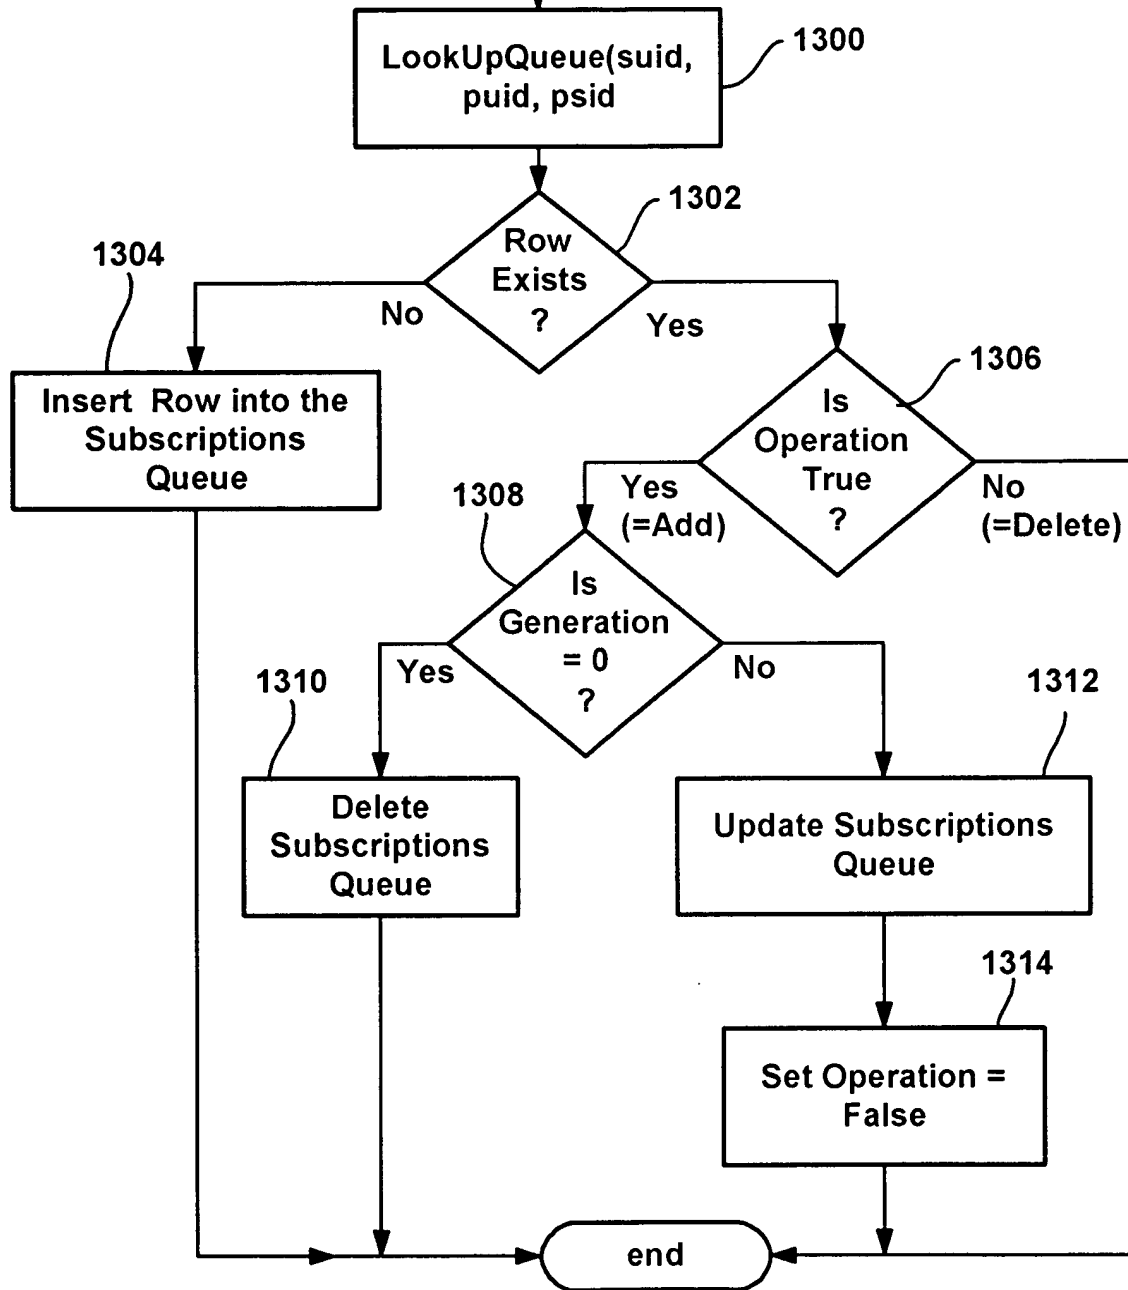 1300
LookUpQueue(suid,
puid, psid
1302
Row
Exists
?
No
Yes
1304
Insert Row into the
Subscriptions
Queue
1306
Is
Operation
True
?
Yes
(=Add)
No
(=Delete)
1308
Is
Generation
= 0
?
Yes
No
1310
Delete
Subscriptions
Queue
1312
Update Subscriptions
Queue
1314
Set Operation =
False
end